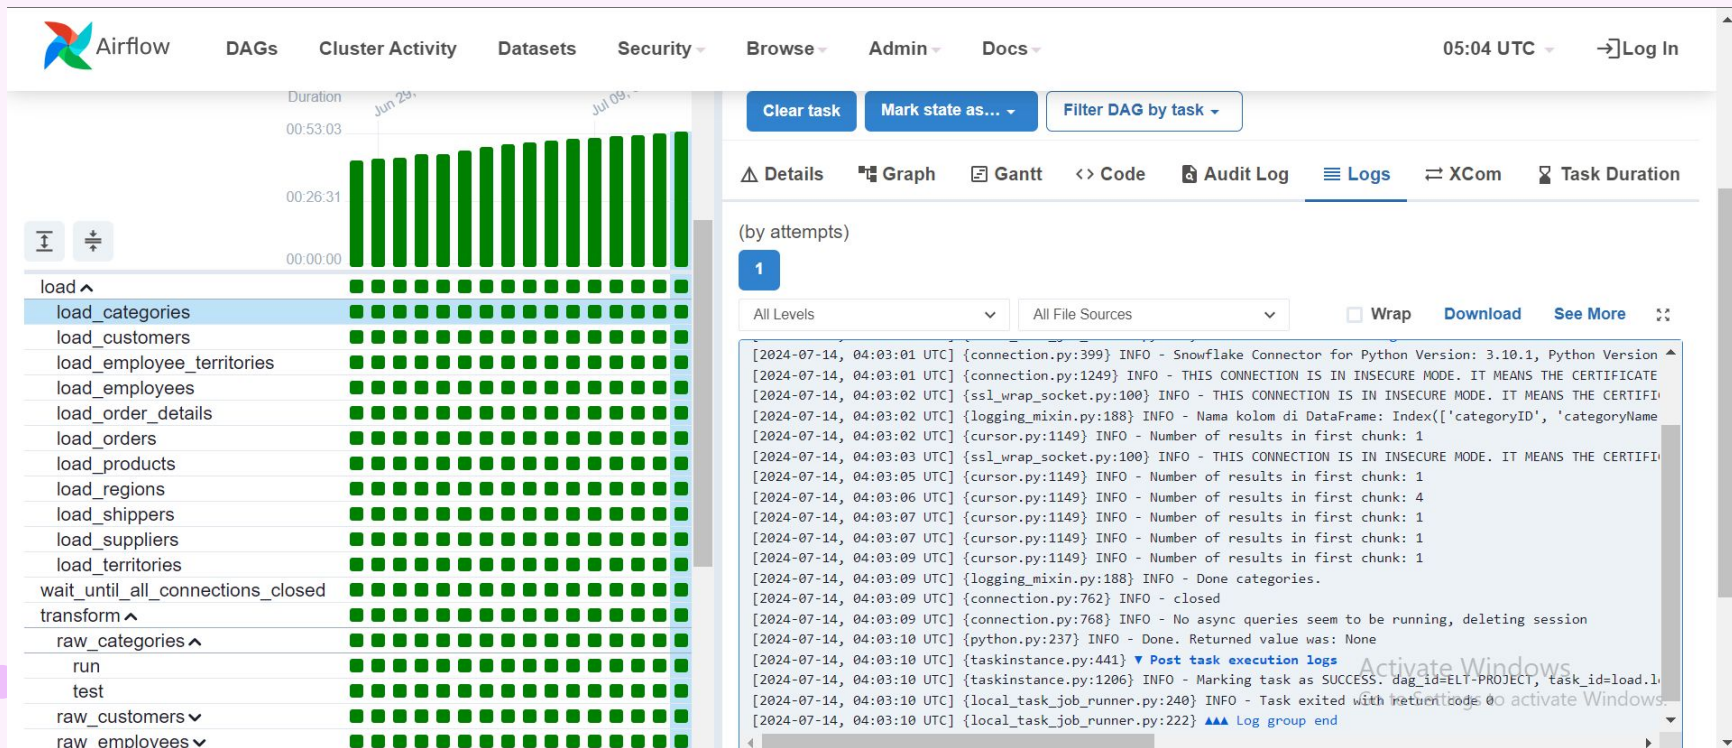 Airflow DAGs Cluster Activity Datasets Security Browse Admin Docs 05:04 UTC Log In
Duration
Jun 29,
Jul 09,
00:53:03
00:26:31
00:00:00
load
load_categories
load_customers
load_employee_territories
load_employees
load_order_details
load_orders
load_products
load_regions
load_shippers
load_suppliers
load_territories
wait_until_all_connections_closed
transform
raw_categories
run
test
raw_customers
raw_employees
Clear task Mark state as... Filter DAG by task
Details Graph Gantt Code Audit Log Logs XCom Task Duration
(by attempts)
1
All Levels All File Sources Wrap Download See More
[2024-07-14, 04:03:01 UTC] {connection.py:399} INFO - Snowflake Connector for Python Version: 3.10.1, Python Version
[2024-07-14, 04:03:01 UTC] {connection.py:1249} INFO - THIS CONNECTION IS IN INSECURE MODE. IT MEANS THE CERTIFICATE
[2024-07-14, 04:03:02 UTC] {ssl_wrap_socket.py:100} INFO - THIS CONNECTION IS IN INSECURE MODE. IT MEANS THE CERTIFI
[2024-07-14, 04:03:02 UTC] {logging_mixin.py:188} INFO - Nama kolom di DataFrame: Index(['categoryID', 'categoryName
[2024-07-14, 04:03:02 UTC] {cursor.py:1149} INFO - Number of results in first chunk: 1
[2024-07-14, 04:03:03 UTC] {ssl_wrap_socket.py:100} INFO - THIS CONNECTION IS IN INSECURE MODE. IT MEANS THE CERTIFI
[2024-07-14, 04:03:05 UTC] {cursor.py:1149} INFO - Number of results in first chunk: 1
[2024-07-14, 04:03:06 UTC] {cursor.py:1149} INFO - Number of results in first chunk: 4
[2024-07-14, 04:03:07 UTC] {cursor.py:1149} INFO - Number of results in first chunk: 1
[2024-07-14, 04:03:07 UTC] {cursor.py:1149} INFO - Number of results in first chunk: 1
[2024-07-14, 04:03:09 UTC] {cursor.py:1149} INFO - Number of results in first chunk: 1
[2024-07-14, 04:03:09 UTC] {logging_mixin.py:188} INFO - Done categories.
[2024-07-14, 04:03:09 UTC] {connection.py:762} INFO - closed
[2024-07-14, 04:03:09 UTC] {connection.py:768} INFO - No async queries seem to be running, deleting session
[2024-07-14, 04:03:10 UTC] {python.py:237} INFO - Done. Returned value was: None
[2024-07-14, 04:03:10 UTC] {taskinstance.py:441} ▼ Post task execution logs
[2024-07-14, 04:03:10 UTC] {taskinstance.py:1206} INFO - Marking task as SUCCESS. dag_id=ELT-PROJECT, task_id=load.l
[2024-07-14, 04:03:10 UTC] {local_task_job_runner.py:240} INFO - Task exited with return code 0
[2024-07-14, 04:03:10 UTC] {local_task_job_runner.py:222} ▲▲▲ Log group end
Activate Windows
Go to Settings to activate Windows.